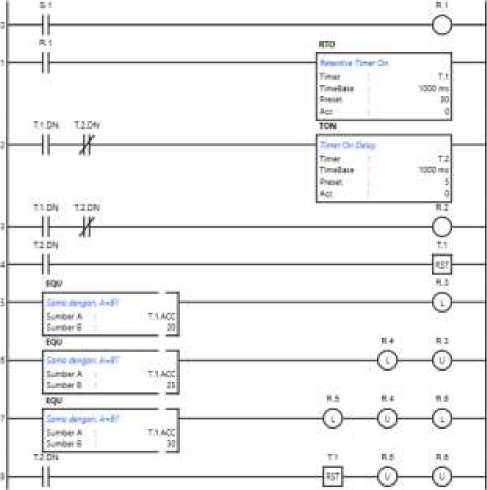 S.1 R.1
0
R.1
RTO
1
Retentive Timer On
Timer : T.1
TimeBase : 1000 ms
Preset : 30
Acc : 0
T.1.DN T.2.DN
TON
2
Timer On Delay
Timer : T.2
TimeBase : 1000 ms
Preset : 5
Acc : 0
T.1.DN T.2.DN R.2
3
T.2.DN T.1
4
RST
EQU R.3
5
L
Sama dengan, A=B?
Sumber A : T.1.ACC
Sumber B : 20
EQU R.4 R.3
6
L U
Sama dengan, A=B?
Sumber A : T.1.ACC
Sumber B : 25
EQU R.5 R.4 R.6
7
L U L
Sama dengan, A=B?
Sumber A : T.1.ACC
Sumber B : 30
T.2.DN T.1 R.5 R.6
8
RST U U